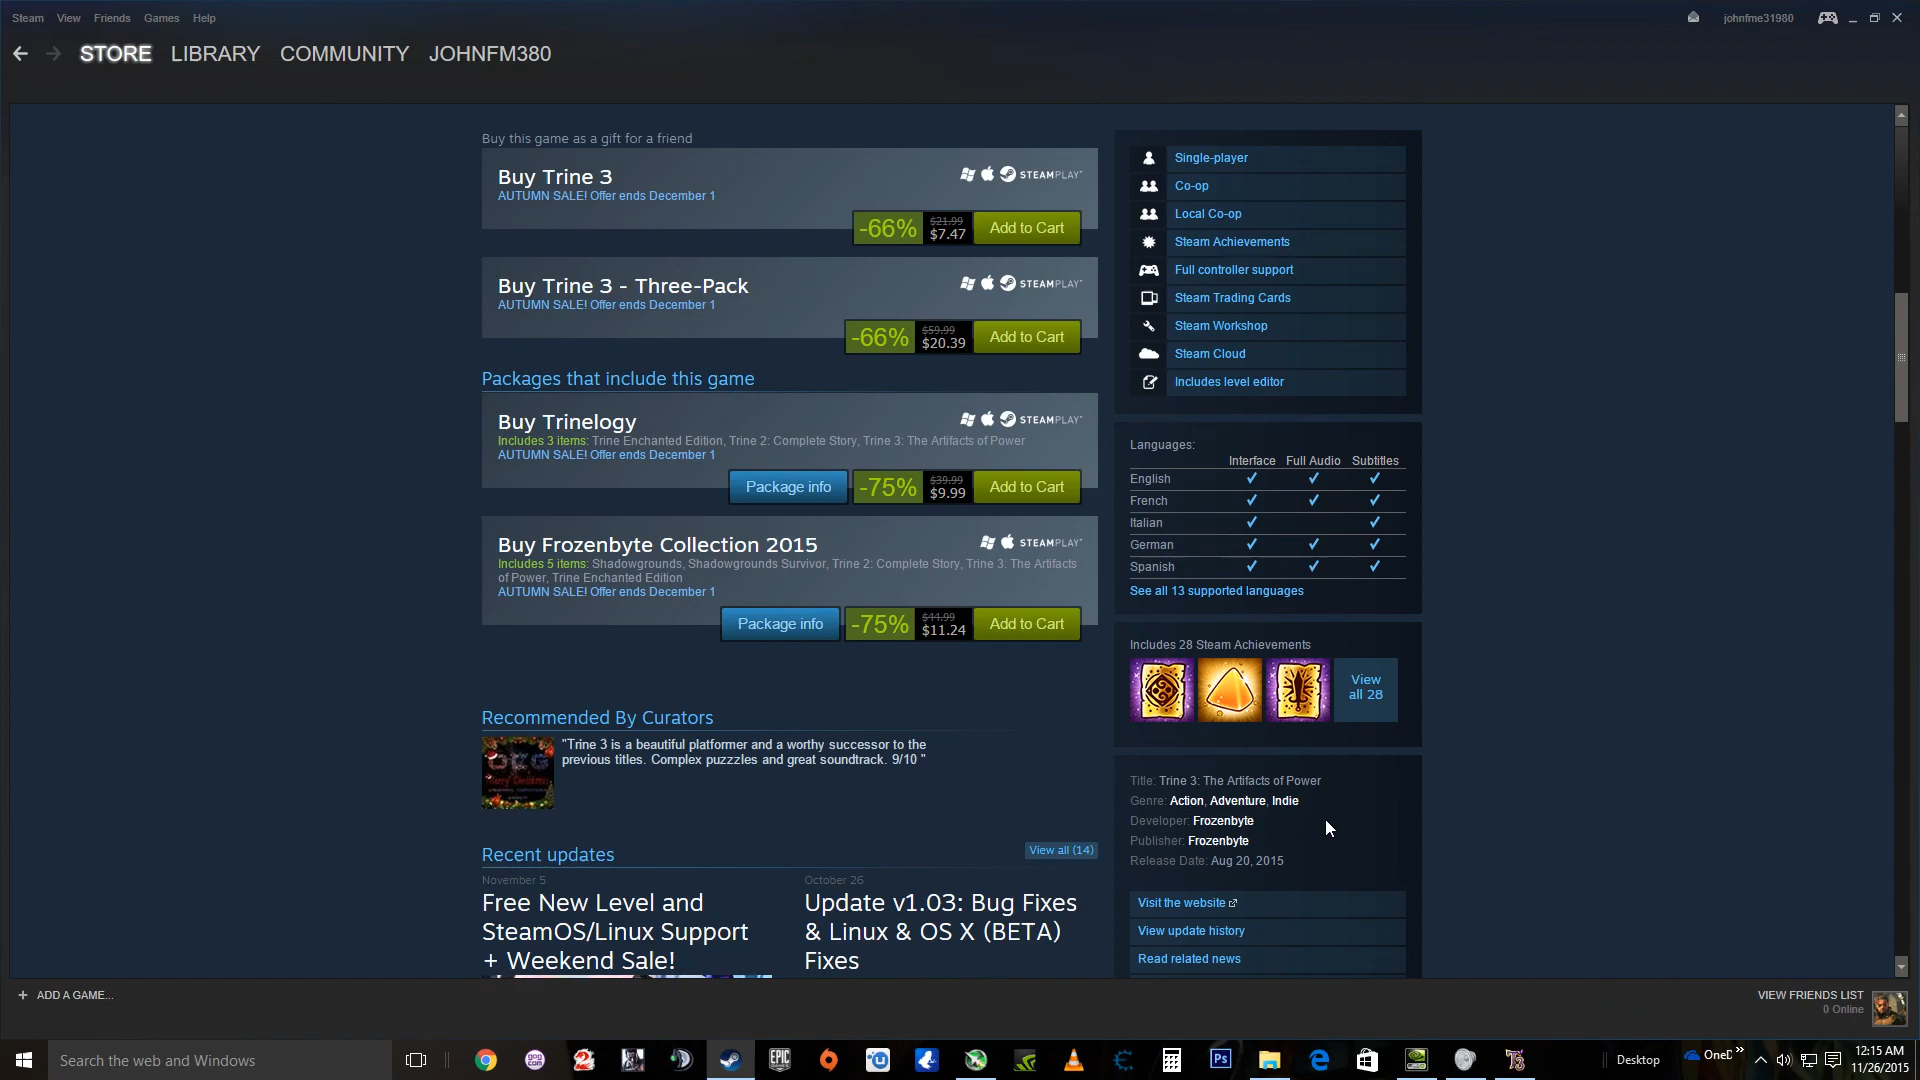 Steam View Friends Games Help
johnfme31980
STORE LIBRARY COMMUNITY JOHNFM380
Buy this game as a gift for a friend
Buy Trine 3
STEAMPLAY
AUTUMN SALE! Offer ends December 1
-66% $21.99 $7.47 Add to Cart
Buy Trine 3 - Three-Pack
STEAMPLAY
AUTUMN SALE! Offer ends December 1
-66% $59.99 $20.39 Add to Cart
Packages that include this game
Buy Trinelogy
STEAMPLAY
Includes 3 items: Trine Enchanted Edition, Trine 2: Complete Story, Trine 3: The Artifacts of Power
AUTUMN SALE! Offer ends December 1
Package info -75% $39.99 $9.99 Add to Cart
Buy Frozenbyte Collection 2015
STEAMPLAY
Includes 5 items: Shadowgrounds, Shadowgrounds Survivor, Trine 2: Complete Story, Trine 3: The Artifacts
of Power, Trine Enchanted Edition
AUTUMN SALE! Offer ends December 1
Package info -75% $44.99 $11.24 Add to Cart
Recommended By Curators
"Trine 3 is a beautiful platformer and a worthy successor to the
previous titles. Complex puzzzles and great soundtrack. 9/10 "
Recent updates
View all (14)
November 5
Free New Level and
SteamOS/Linux Support
+ Weekend Sale!
October 26
Update v1.03: Bug Fixes
& Linux & OS X (BETA)
Fixes
Single-player
Co-op
Local Co-op
Steam Achievements
Full controller support
Steam Trading Cards
Steam Workshop
Steam Cloud
Includes level editor
Languages:
Interface Full Audio Subtitles
English
French
Italian
German
Spanish
See all 13 supported languages
Includes 28 Steam Achievements
View
all 28
Title: Trine 3: The Artifacts of Power
Genre: Action, Adventure, Indie
Developer: Frozenbyte
Publisher: Frozenbyte
Release Date: Aug 20, 2015
Visit the website
View update history
Read related news
+ ADD A GAME...
VIEW FRIENDS LIST
0 Online
Search the web and Windows
gog
com
EPIC
GAMES
Ps
Desktop
OneD
12:15 AM
11/26/2015